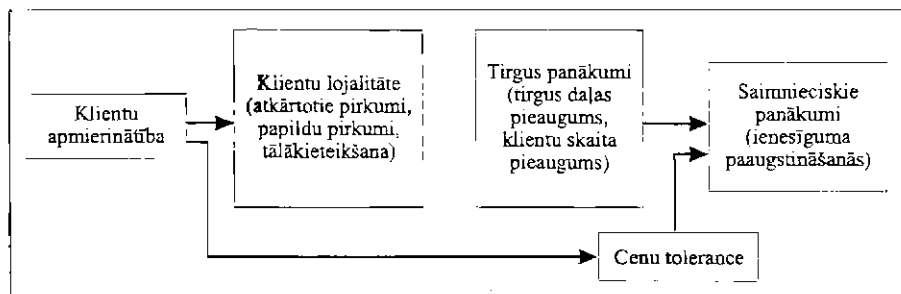 Klientu
apmierinātība
Klientu lojalitāte
(atkārtotie pirkumi,
papildu pirkumi,
tālākieteikšana)
Tirgus panākumi
(tirgus daļas
pieaugums,
klientu skaita
pieaugums)
Saimnieciskie
panākumi
(ienesīguma
paaugstināšanās)
Cenu tolerance